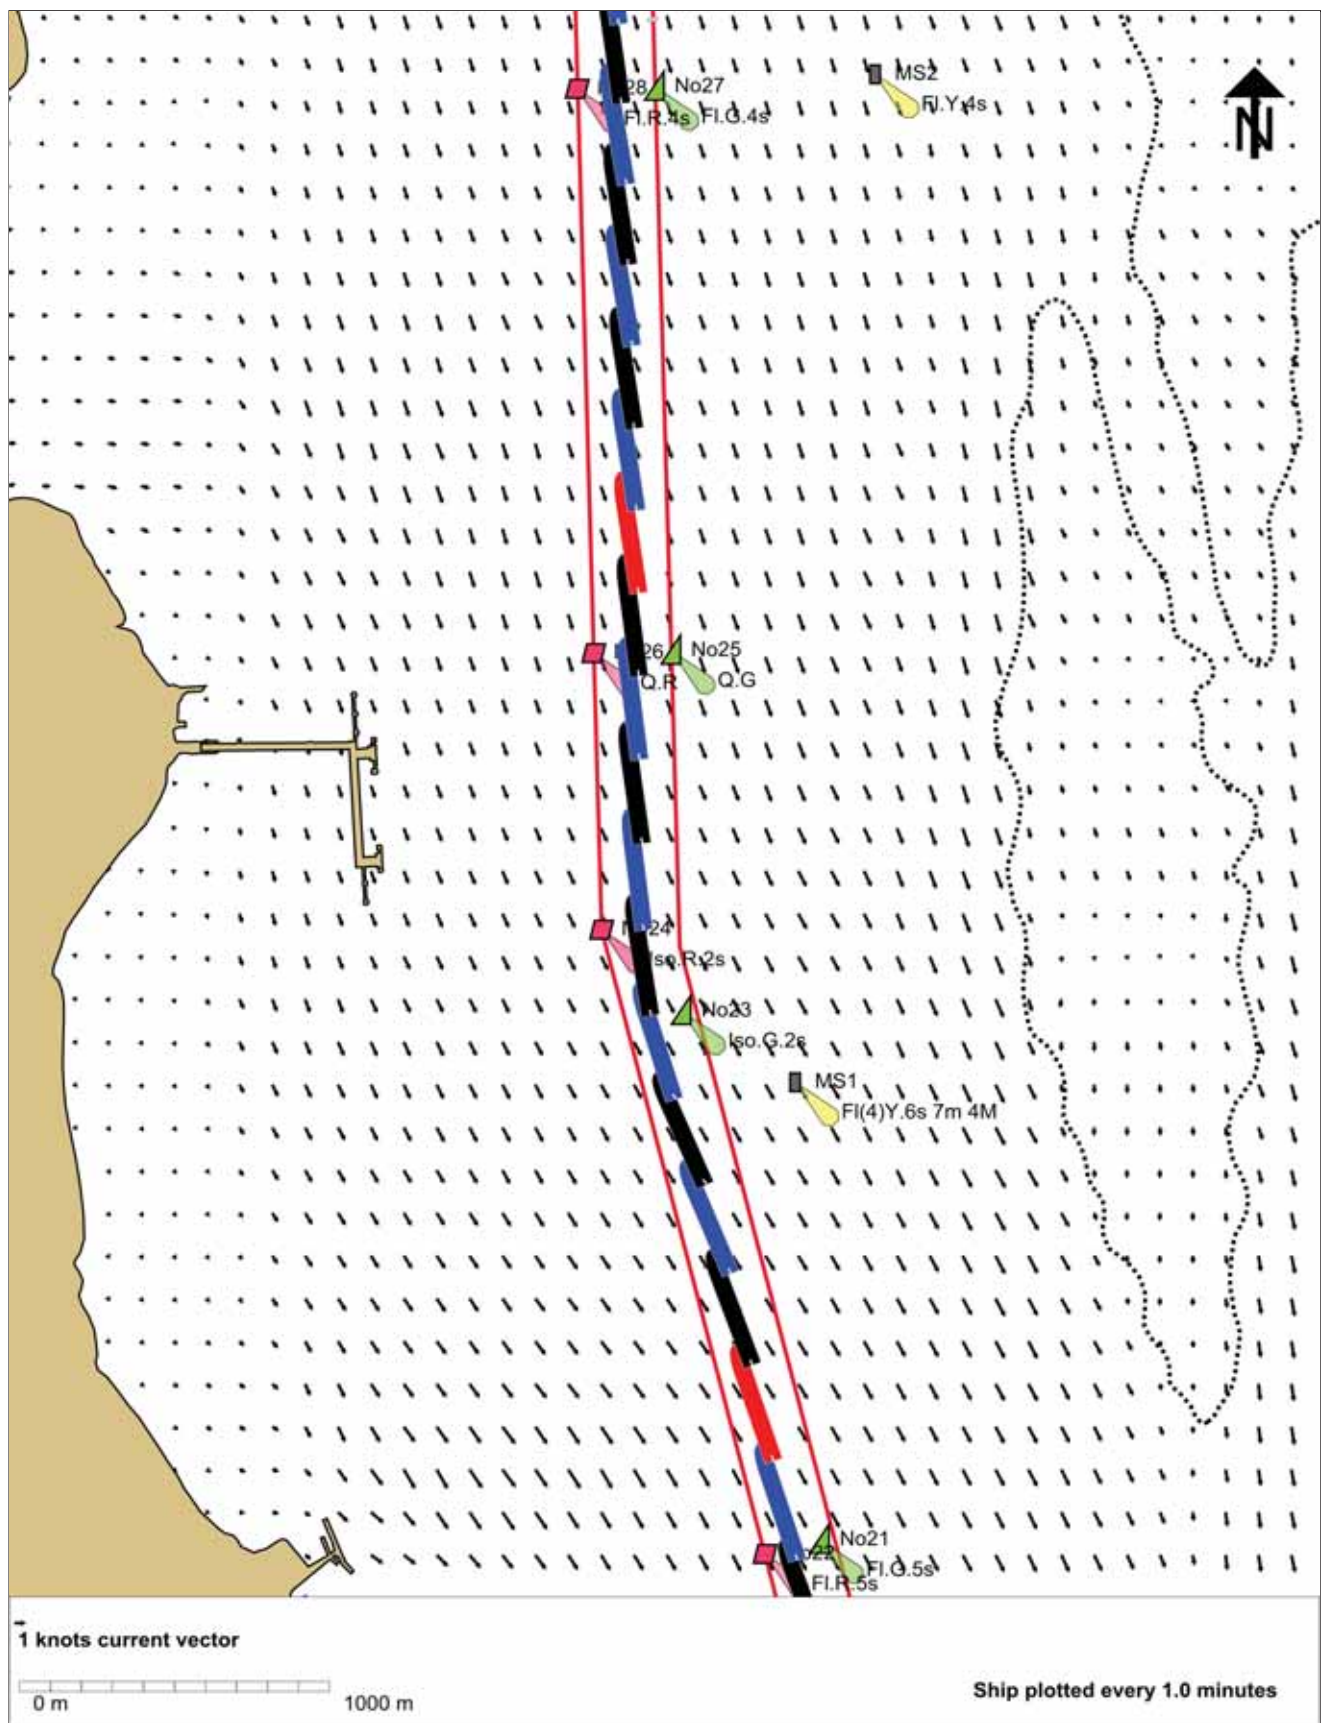 28
No27
Fl.R.4s
Fl.G.4s
MS2
Fl.Y.4s
N
26
No25
Q.R
Q.G
24
Iso.R.2s
No23
Iso.G.2s
MS1
Fl(4)Y.6s 7m 4M
No21
22
Fl.G.5s
Fl.R.5s
1 knots current vector
0 m
1000 m
Ship plotted every 1.0 minutes